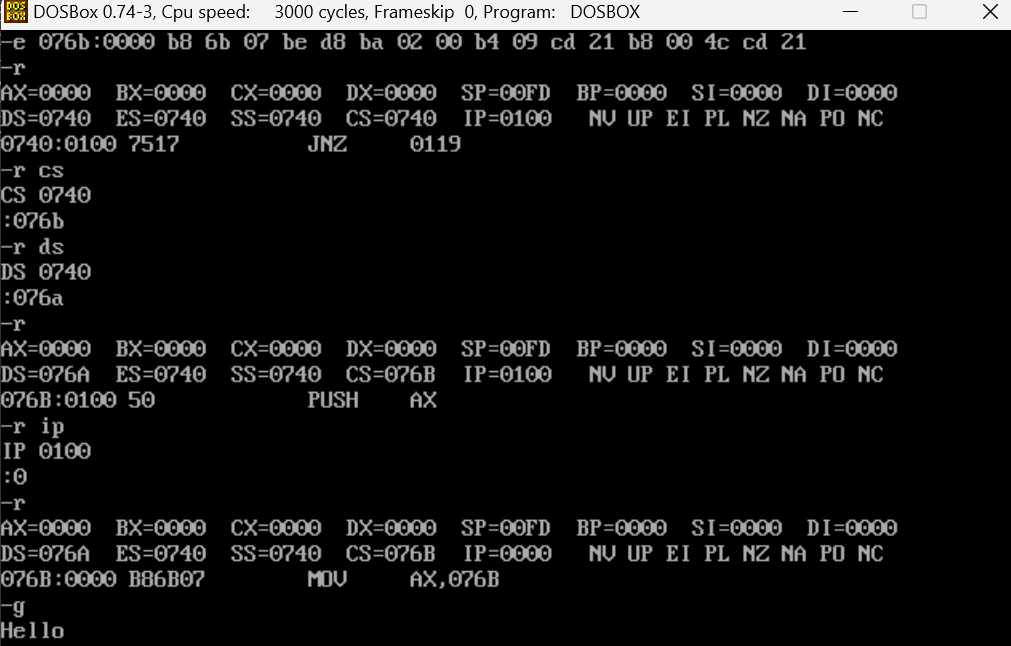 DOSBox 0.74-3, Cpu speed: 3000 cycles, Frameskip 0, Program: DOSBOX
-e 076b:0000 b8 6b 07 be d8 ba 02 00 b4 09 cd 21 b8 00 4c cd 21
-r
AX=0000 BX=0000 CX=0000 DX=0000 SP=00FD BP=0000 SI=0000 DI=0000
DS=0740 ES=0740 SS=0740 CS=0740 IP=0100 NV UP EI PL NZ NA PO NC
0740:0100 7517 JNZ 0119
-r cs
CS 0740
:076b
-r ds
DS 0740
:076a
-r
AX=0000 BX=0000 CX=0000 DX=0000 SP=00FD BP=0000 SI=0000 DI=0000
DS=076A ES=0740 SS=0740 CS=076B IP=0100 NV UP EI PL NZ NA PO NC
076B:0100 50 PUSH AX
-r ip
IP 0100
:0
-r
AX=0000 BX=0000 CX=0000 DX=0000 SP=00FD BP=0000 SI=0000 DI=0000
DS=076A ES=0740 SS=0740 CS=076B IP=0000 NV UP EI PL NZ NA PO NC
076B:0000 B86B07 MOV AX,076B
-g
Hello